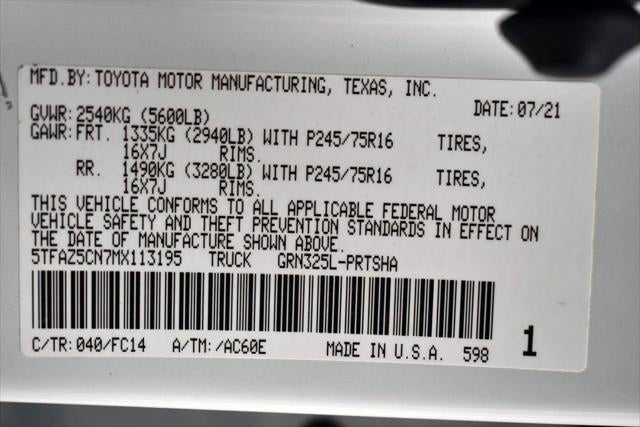 MFD.BY: TOYOTA MOTOR MANUFACTURING, TEXAS, INC.
DATE: 07/21
GVWR: 2540KG (5600LB)
GAWR: FRT. 1335KG (2940LB) WITH P245/75R16 TIRES,
16X7J RIMS.
RR. 1490KG (3280LB) WITH P245/75R16 TIRES,
16X7J RIMS.
THIS VEHICLE CONFORMS TO ALL APPLICABLE FEDERAL MOTOR
VEHICLE SAFETY AND THEFT PREVENTION STANDARDS IN EFFECT ON
THE DATE OF MANUFACTURE SHOWN ABOVE.
5TFAZ5CN7MX113195 TRUCK GRN325L-PRTSHA
C/TR: 040/FC14 A/TM: /AC60E MADE IN U.S.A. 598 1